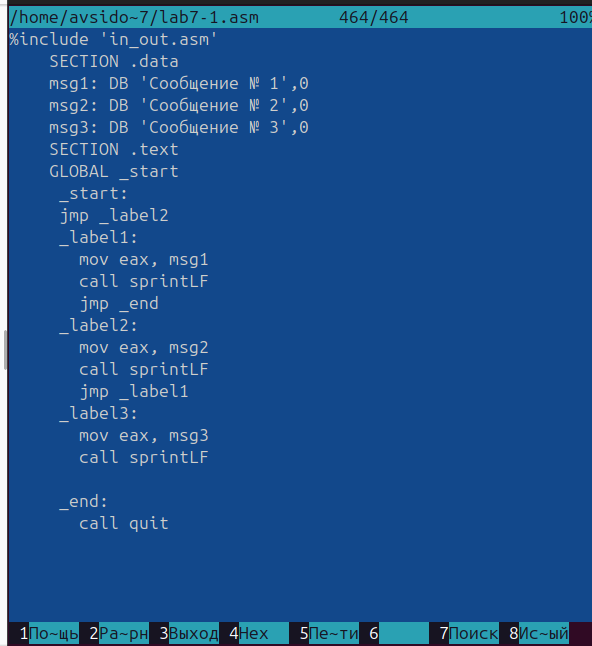 /home/avsido~7/lab7-1.asm 464/464 100%
%include 'in_out.asm'
SECTION .data
msg1: DB 'Сообщение № 1',0
msg2: DB 'Сообщение № 2',0
msg3: DB 'Сообщение № 3',0
SECTION .text
GLOBAL _start
_start:
jmp _label2
_label1:
mov eax, msg1
call sprintLF
jmp _end
_label2:
mov eax, msg2
call sprintLF
jmp _label1
_label3:
mov eax, msg3
call sprintLF
_end:
call quit
1По~щь 2Ра~рн 3Выход 4Hex 5Пе~ти 6 7Поиск 8Ис~ый